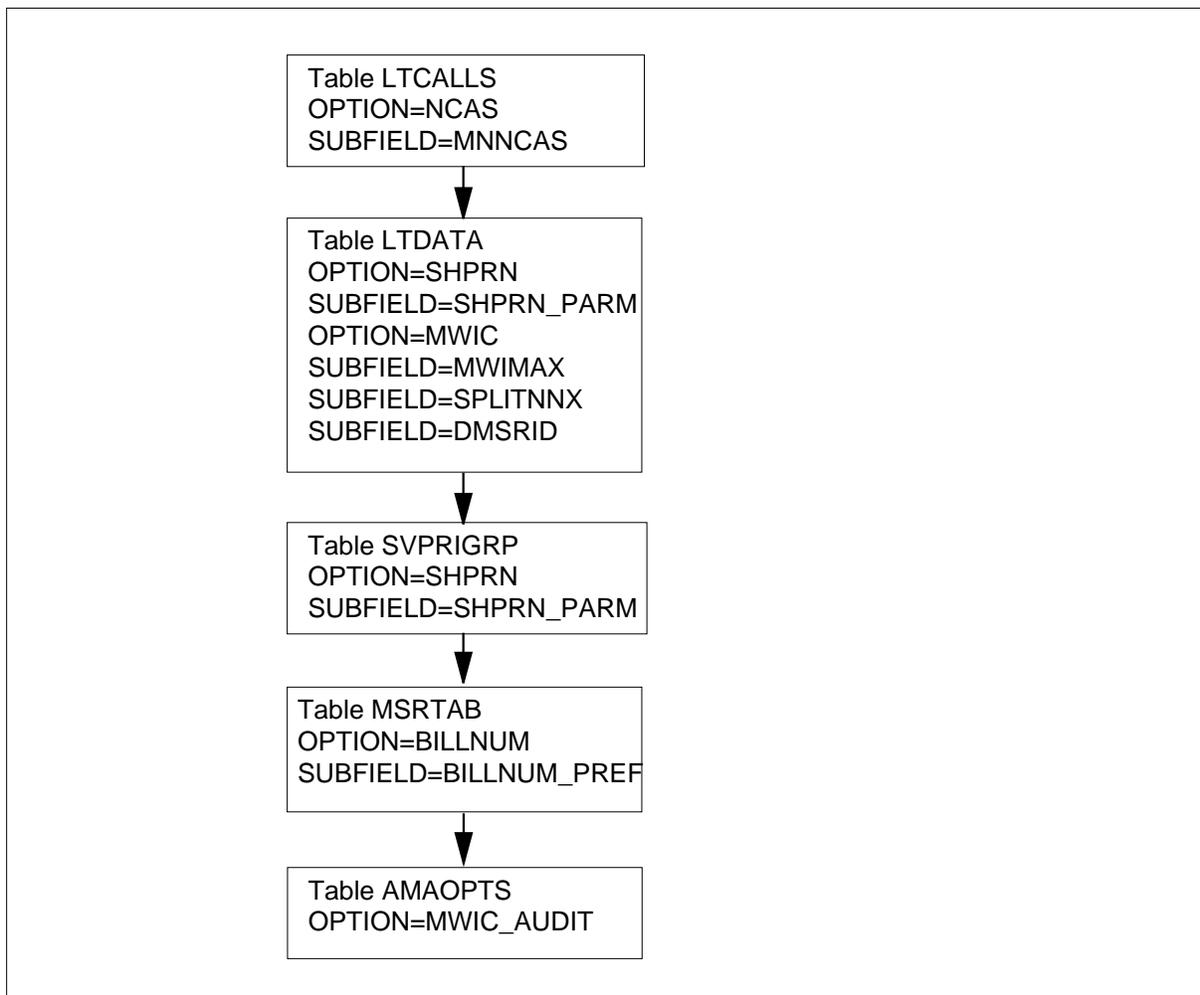 Table LTCALLS
OPTION=NCAS
SUBFIELD=MNNCAS
Table LTDATA
OPTION=SHPRN
SUBFIELD=SHPRN_PARM
OPTION=MWIC
SUBFIELD=MWIMAX
SUBFIELD=SPLITNNX
SUBFIELD=DMSRID
Table SVPRIGRP
OPTION=SHPRN
SUBFIELD=SHPRN_PARM
Table MSRTAB
OPTION=BILLNUM
SUBFIELD=BILLNUM_PREF
Table AMAOPTS
OPTION=MWIC_AUDIT